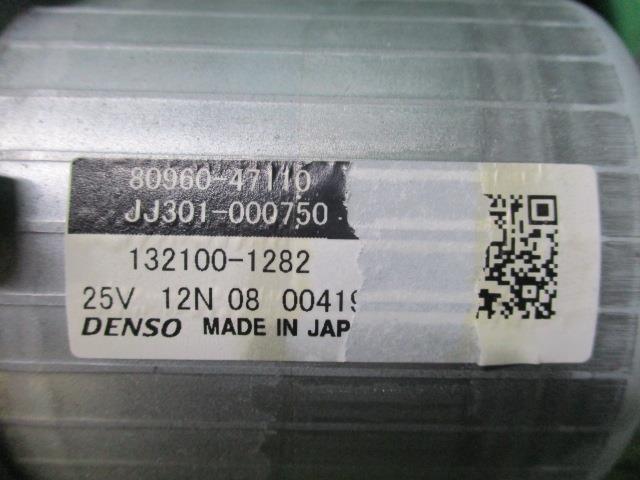 80960-47110
JJ301-000750
132100-1282
25V 12N 08 00419
DENSO MADE IN JAP